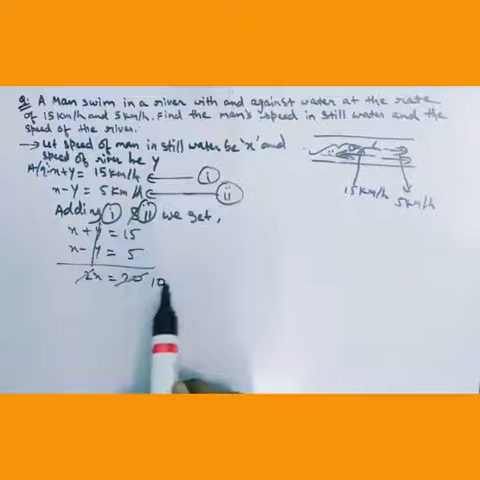 Q: A Man swim in a river with and against water at the rate
of 15 km/h and 5 km/h. Find the man's speed in still water and the
speed of the river.
→ Let speed of man in still water be 'x' and
speed of river be y
A/q: x+y = 15 km/h ← i
x-y = 5 km/h ← ii
15 km/h 5 km/h
Adding i & ii we get,
x + y = 15
x - y = 5
2x = 20 10